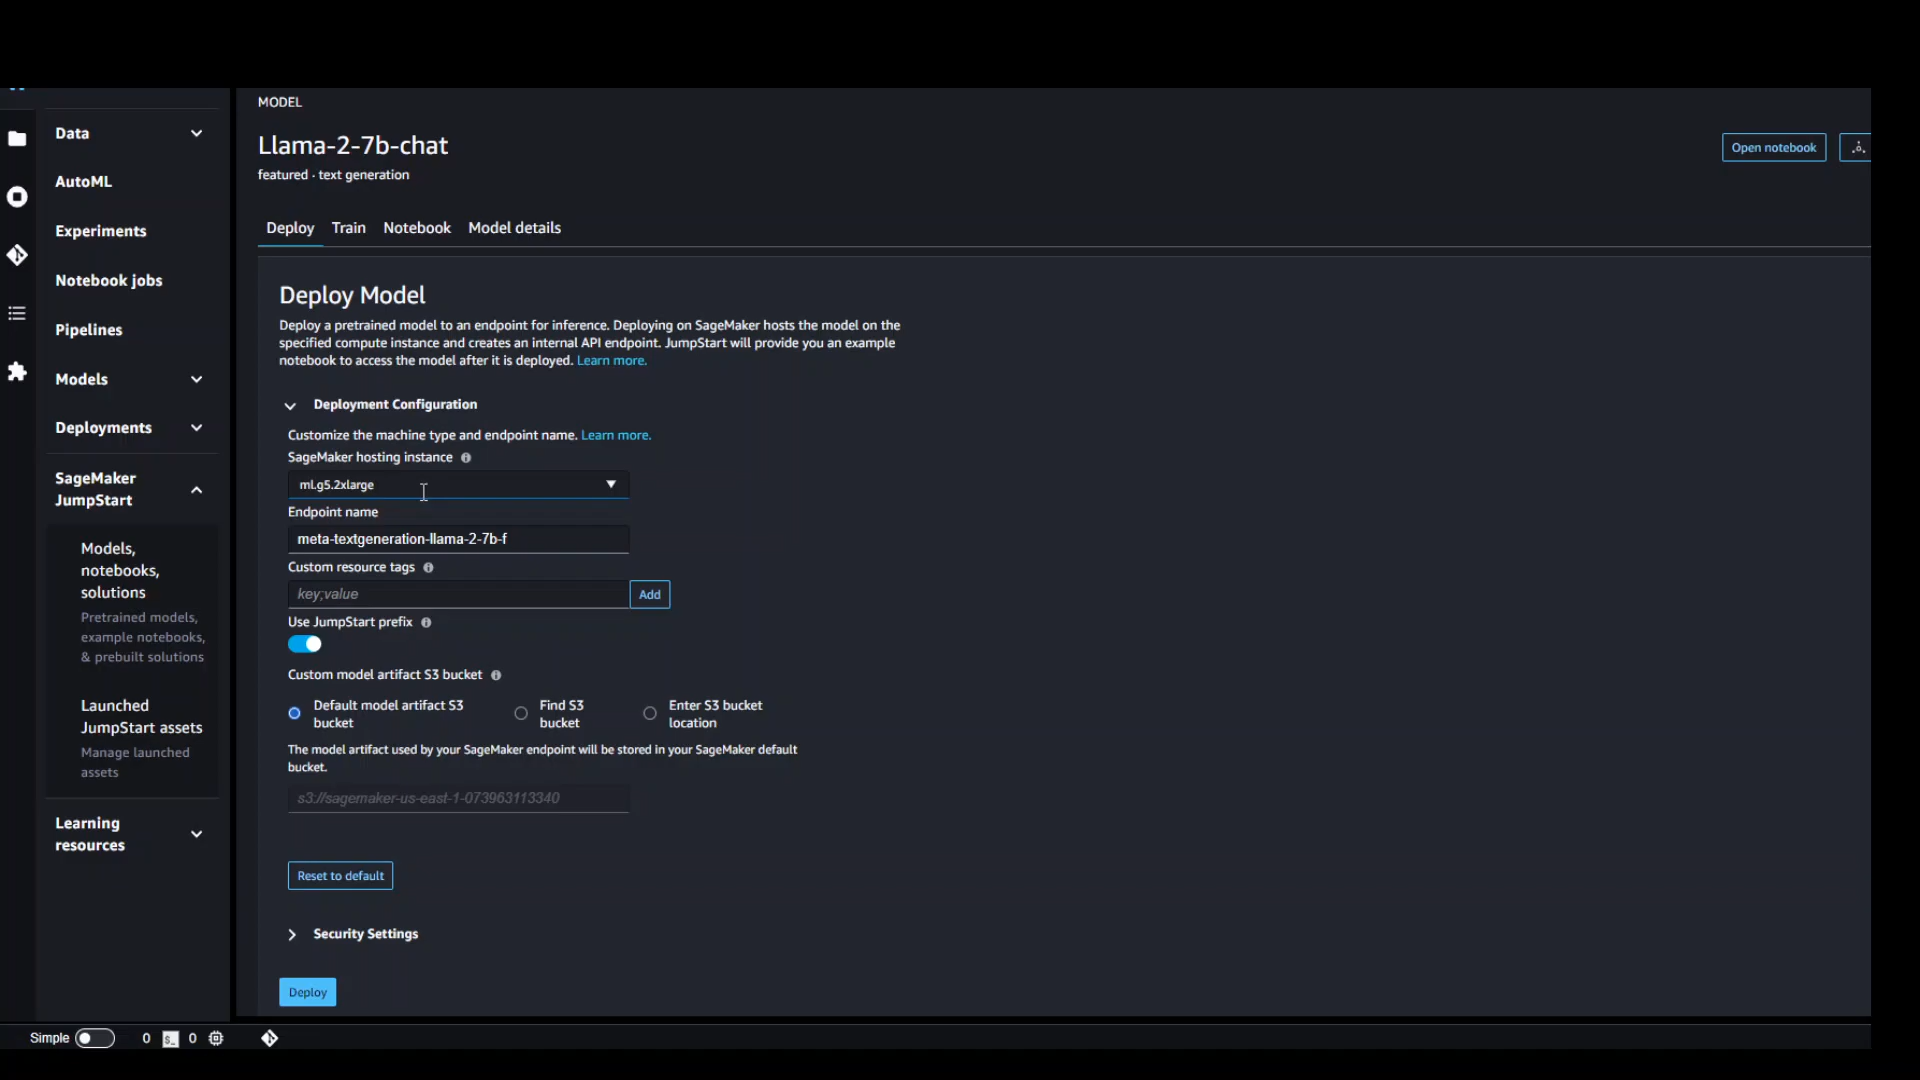 Data
AutoML
Experiments
Notebook jobs
Pipelines
Models
Deployments
SageMaker
JumpStart
Models,
notebooks,
solutions
Pretrained models,
example notebooks,
& prebuilt solutions
Launched
JumpStart assets
Manage launched
assets
Learning
resources
MODEL
Llama-2-7b-chat
featured · text generation
Open notebook
Deploy Train Notebook Model details
Deploy Model
Deploy a pretrained model to an endpoint for inference. Deploying on SageMaker hosts the model on the
specified compute instance and creates an internal API endpoint. JumpStart will provide you an example
notebook to access the model after it is deployed. Learn more.
Deployment Configuration
Customize the machine type and endpoint name. Learn more.
SageMaker hosting instance
ml.g5.2xlarge
Endpoint name
meta-textgeneration-llama-2-7b-f
Custom resource tags
key;value
Add
Use JumpStart prefix
Custom model artifact S3 bucket
Default model artifact S3
bucket
Find S3
bucket
Enter S3 bucket
location
The model artifact used by your SageMaker endpoint will be stored in your SageMaker default
bucket.
s3://sagemaker-us-east-1-073963113340
Reset to default
Security Settings
Deploy
Simple 0 $_ 0